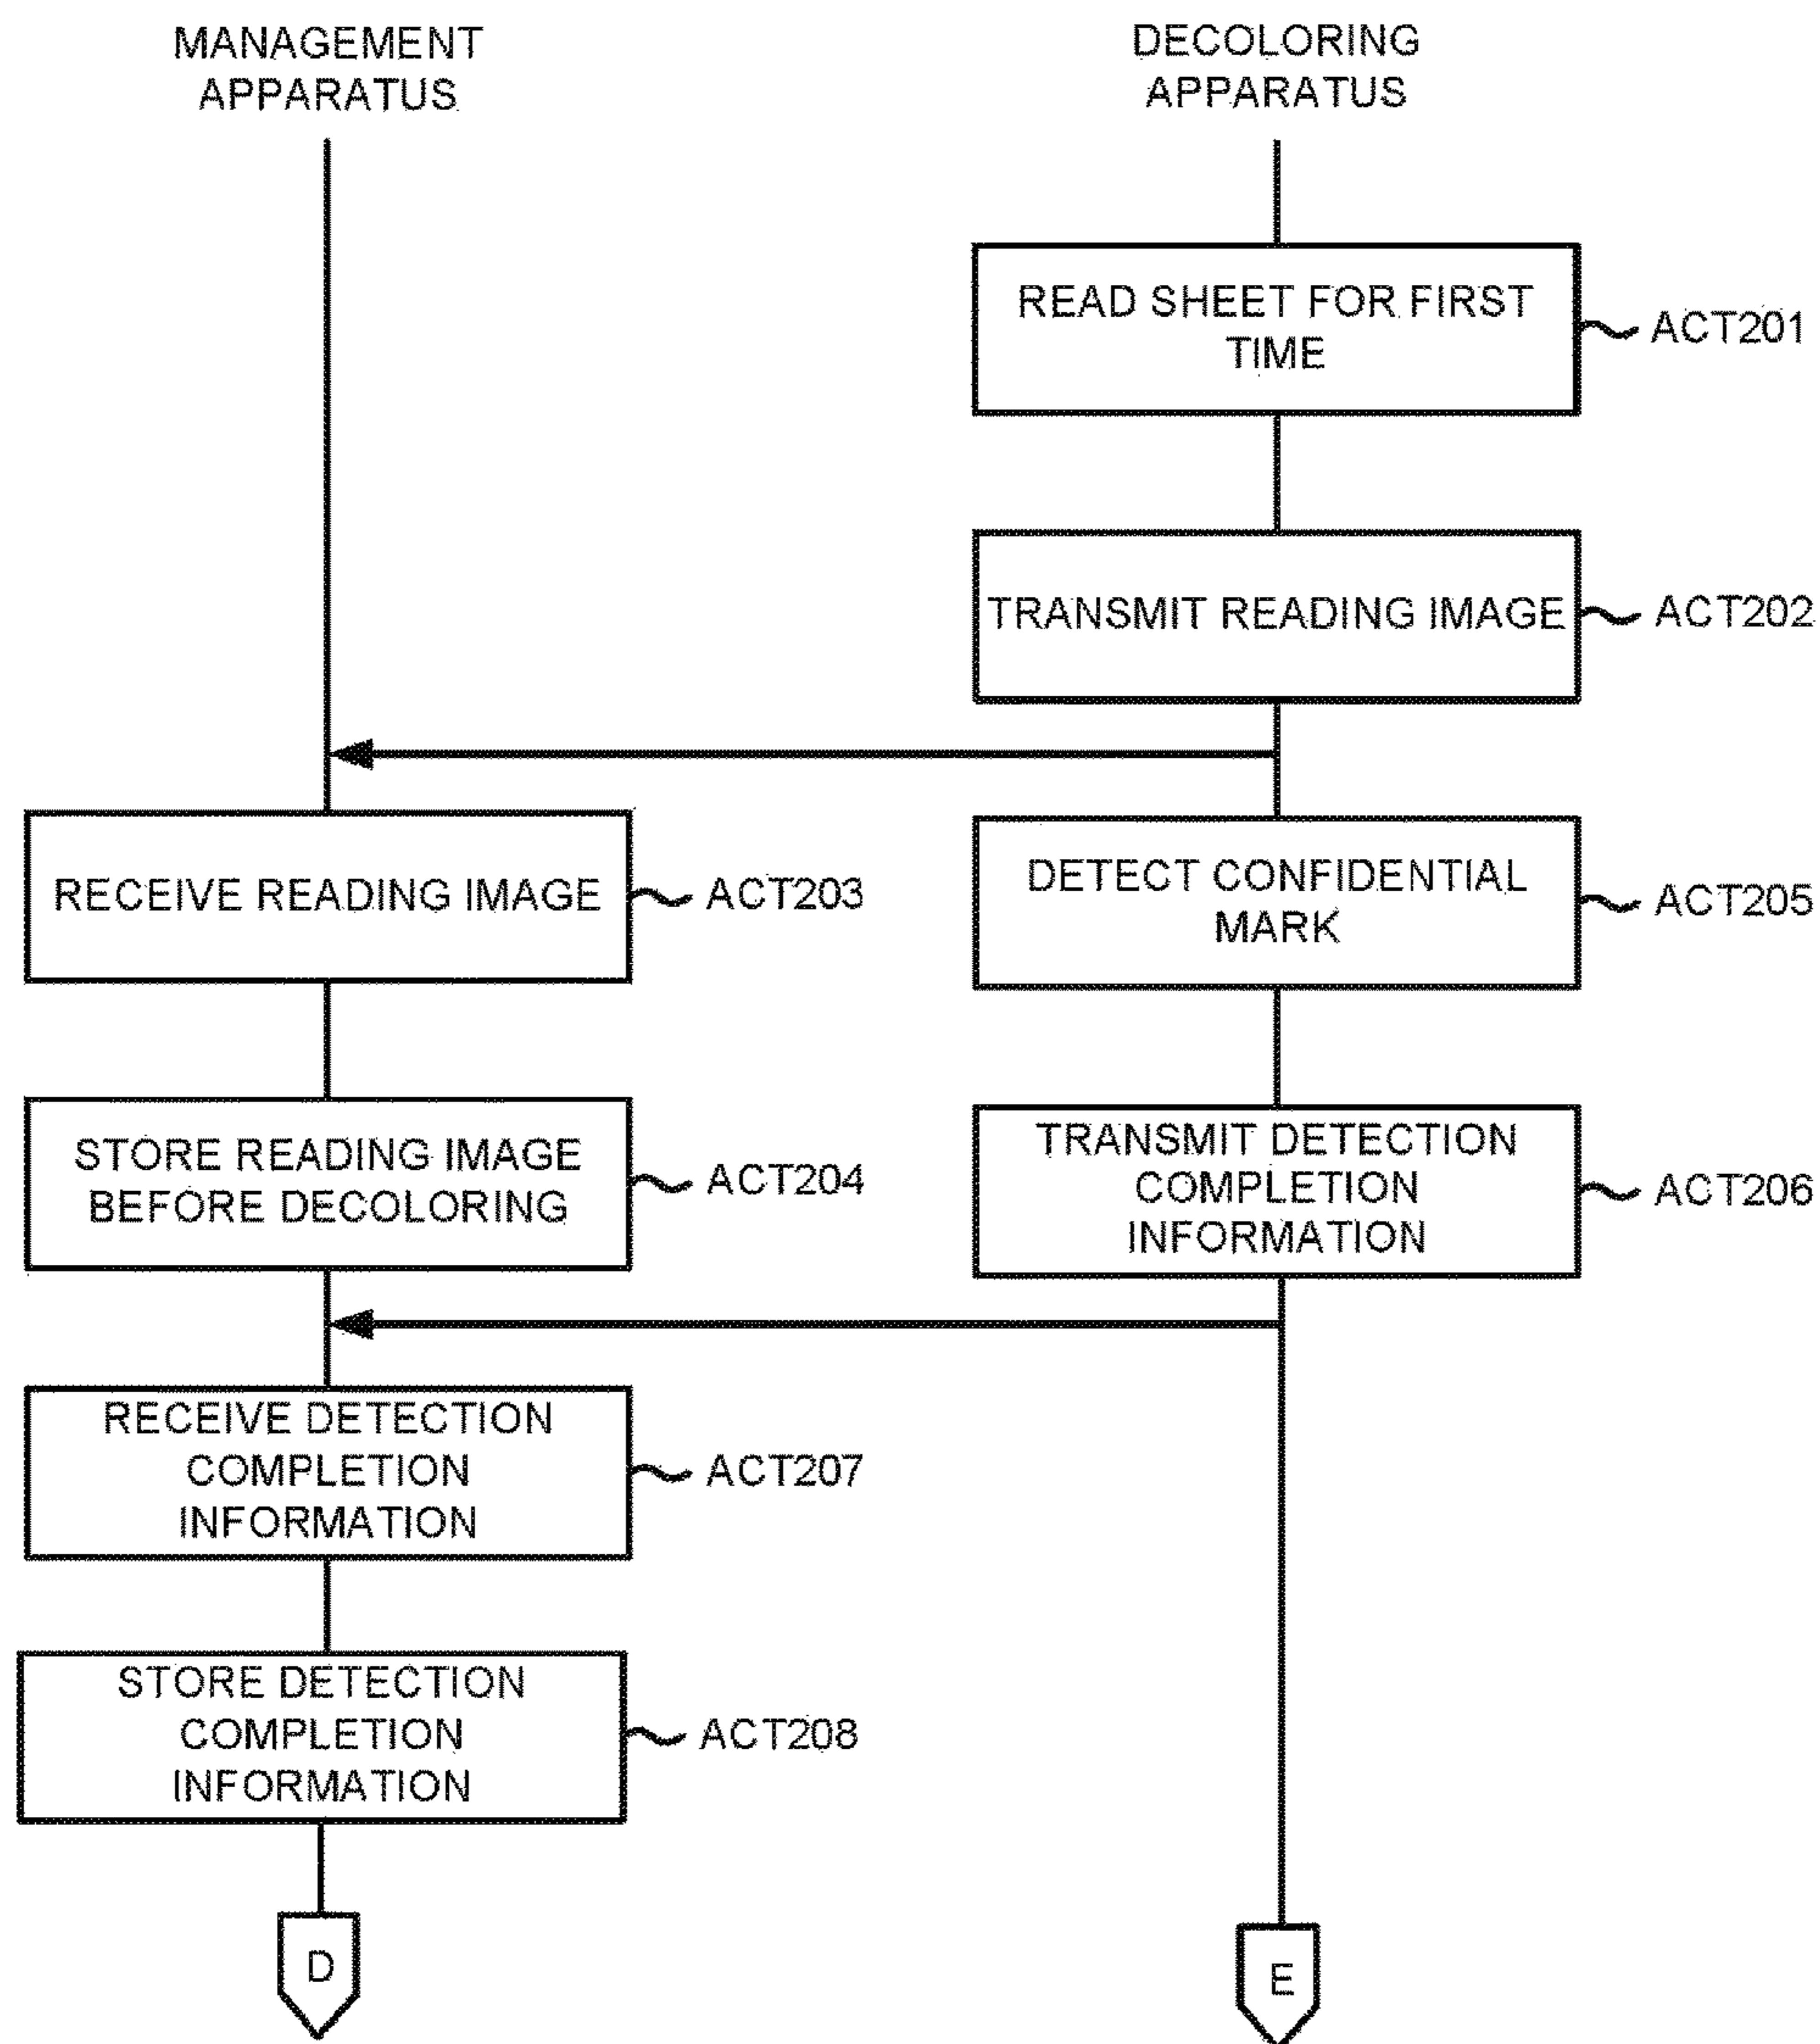 MANAGEMENT
APPARATUS
DECOLORING
APPARATUS
READ SHEET FOR FIRST
TIME
ACT201
TRANSMIT READING IMAGE
ACT202
RECEIVE READING IMAGE
ACT203
DETECT CONFIDENTIAL
MARK
ACT205
STORE READING IMAGE
BEFORE DECOLORING
ACT204
TRANSMIT DETECTION
COMPLETION
INFORMATION
ACT206
RECEIVE DETECTION
COMPLETION
INFORMATION
ACT207
STORE DETECTION
COMPLETION
INFORMATION
ACT208
D
E